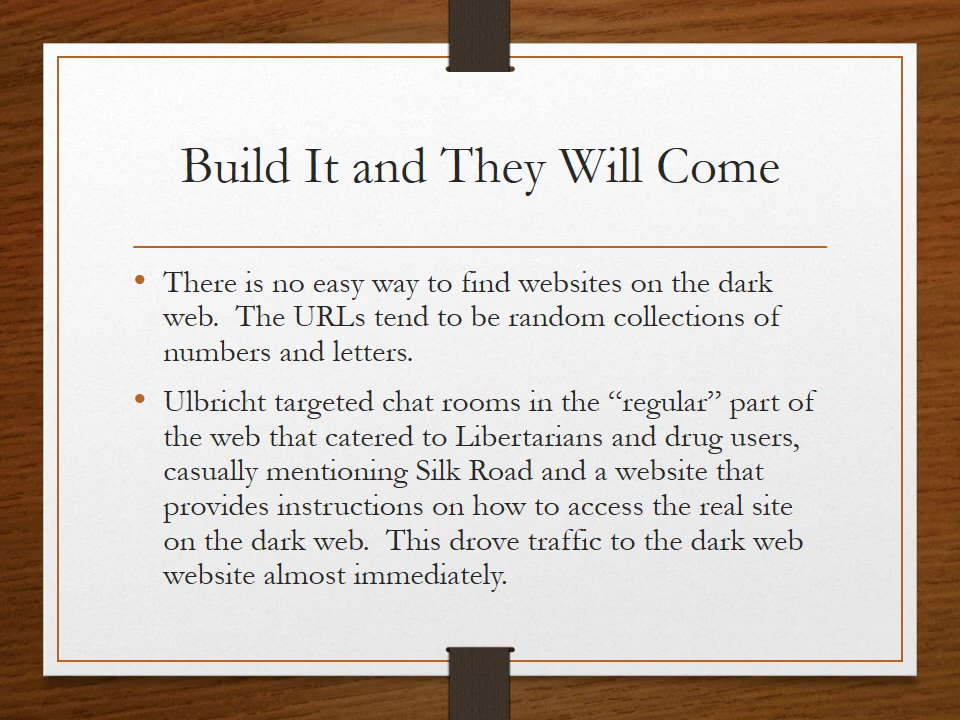 Build It and They Will Come
• There is no easy way to find websites on the dark
web.  The URLs tend to be random collections of
numbers and letters.
• Ulbricht targeted chat rooms in the “regular” part of
the web that catered to Libertarians and drug users,
casually mentioning Silk Road and a website that
provides instructions on how to access the real site
on the dark web.  This drove traffic to the dark web
website almost immediately.